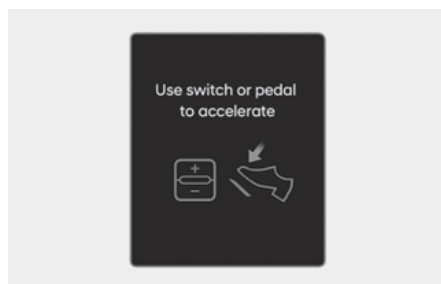 Use switch or pedal
to accelerate
+
−